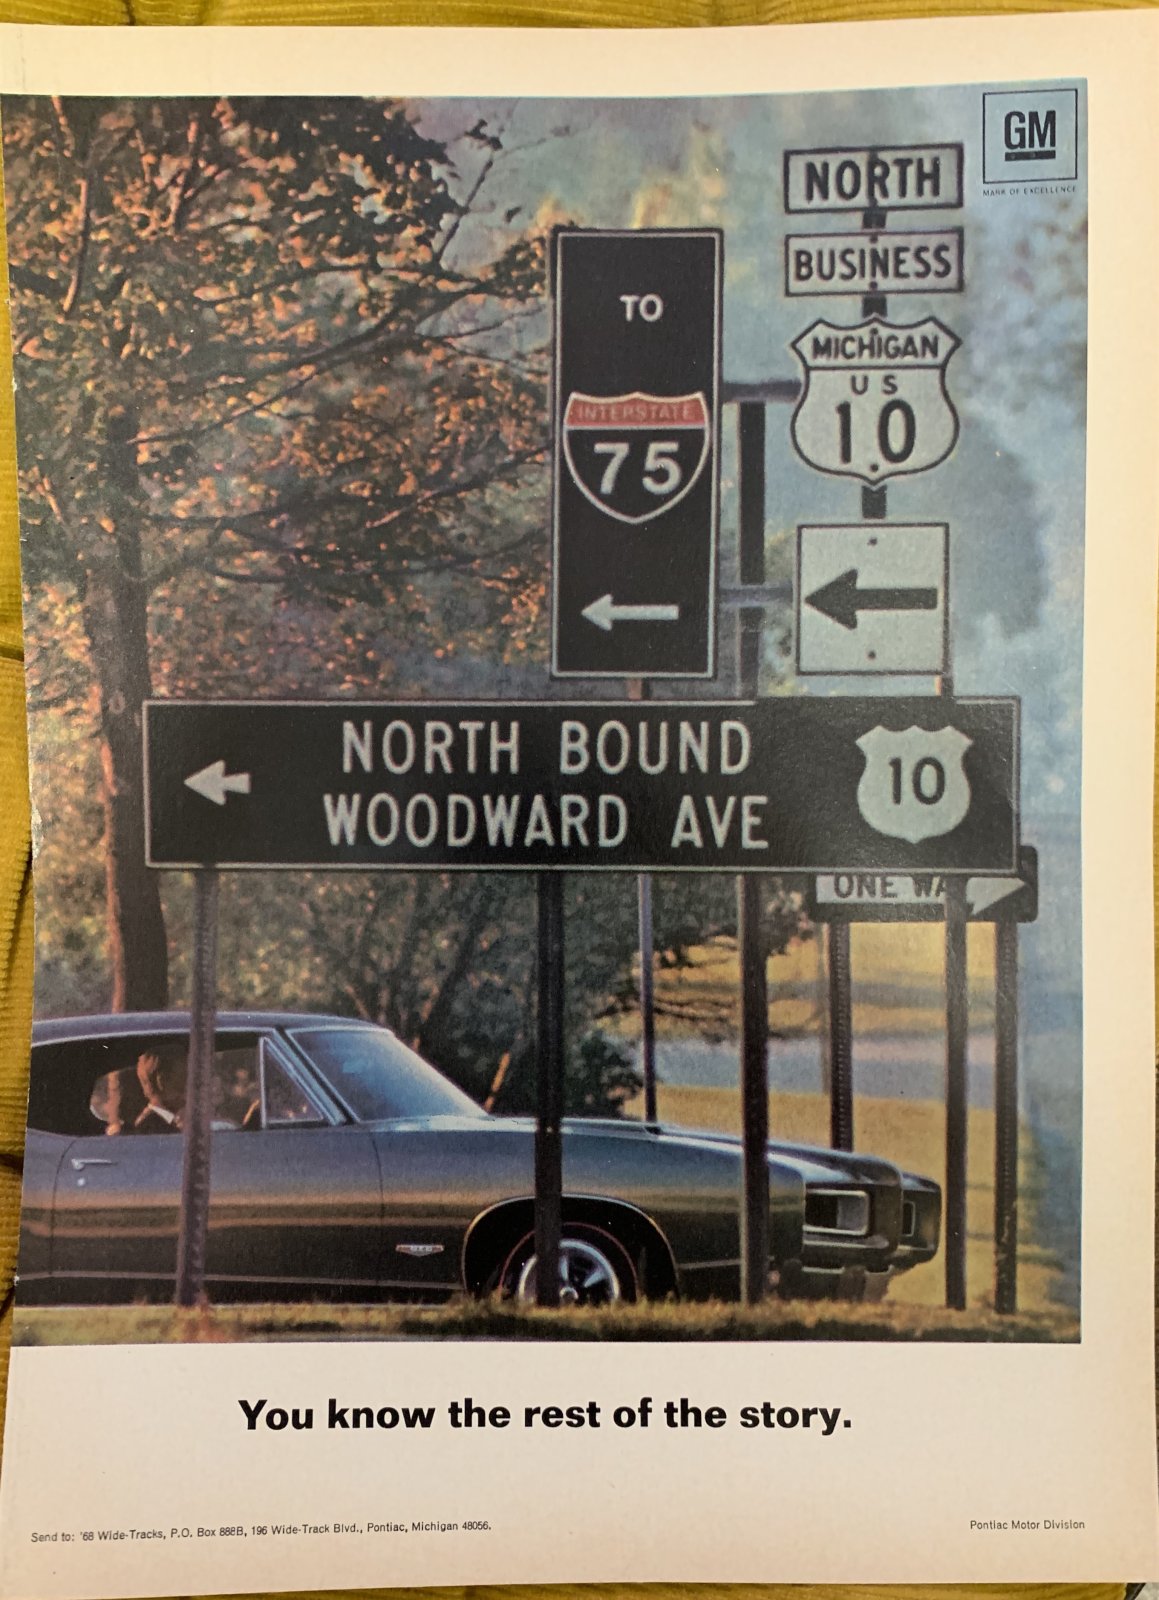 GM
MARK OF EXCELLENCE
NORTH
BUSINESS
MICHIGAN
US
10
TO
INTERSTATE
75
NORTH BOUND
WOODWARD AVE
10
ONE WA
You know the rest of the story.
Send to: '68 Wide-Tracks, P.O. Box 888B, 196 Wide-Track Blvd., Pontiac, Michigan 48056.
Pontiac Motor Division